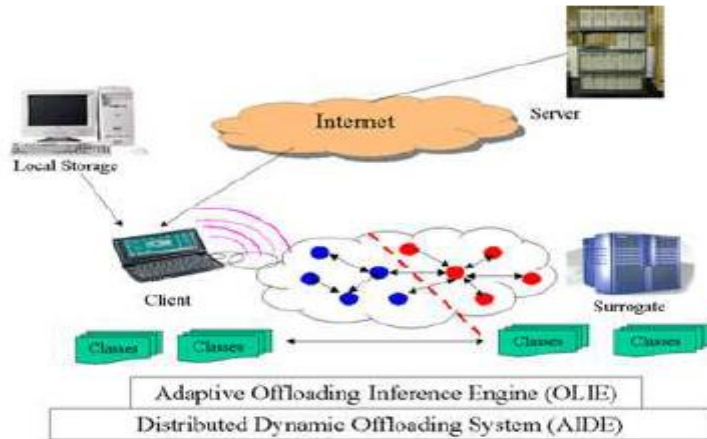 Internet
Server
Local Storage
Client
Surrogate
Classes
Classes
Classes
Classes
Adaptive Offloading Inference Engine (OLIE)
Distributed Dynamic Offloading System (AIDE)